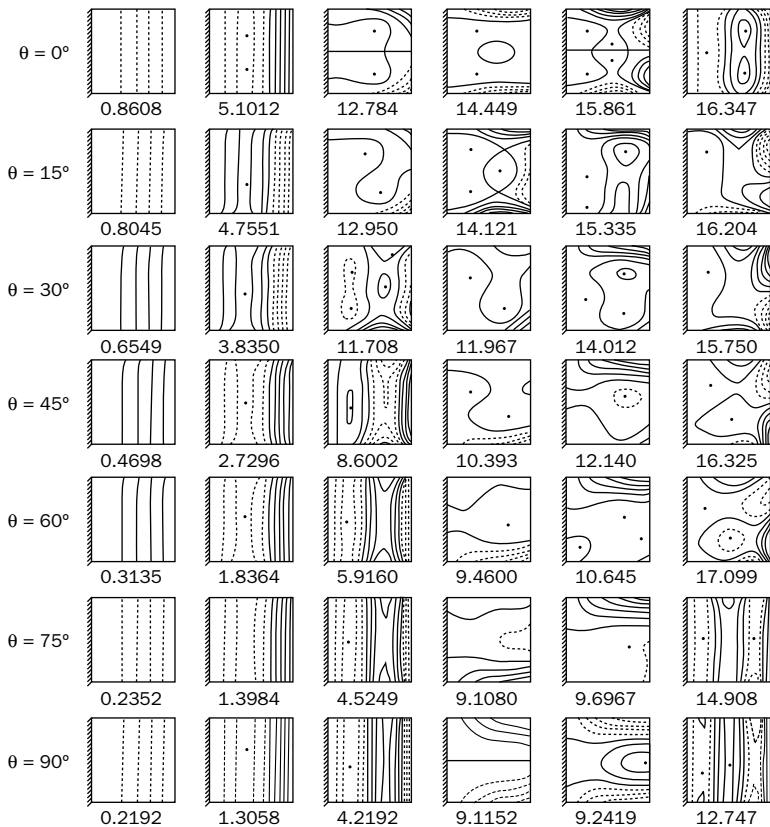 θ = 0°
0.8608 5.1012 12.784 14.449 15.861 16.347
θ = 15°
0.8045 4.7551 12.950 14.121 15.335 16.204
θ = 30°
0.6549 3.8350 11.708 11.967 14.012 15.750
θ = 45°
0.4698 2.7296 8.6002 10.393 12.140 16.325
θ = 60°
0.3135 1.8364 5.9160 9.4600 10.645 17.099
θ = 75°
0.2352 1.3984 4.5249 9.1080 9.6967 14.908
θ = 90°
0.2192 1.3058 4.2192 9.1152 9.2419 12.747